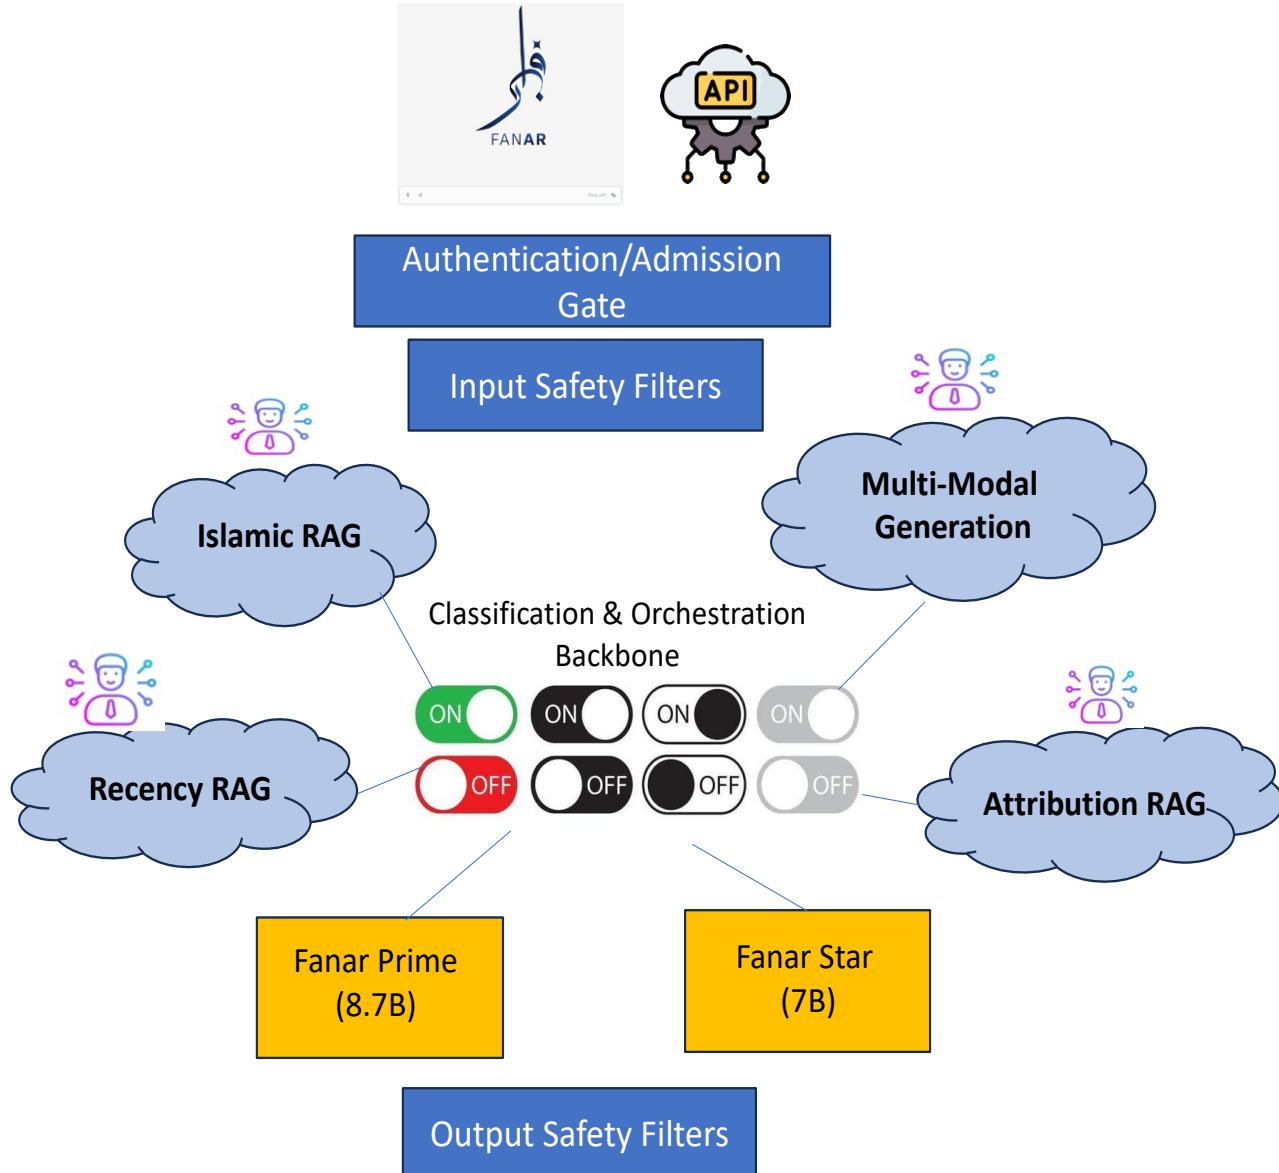 فنار
FANAR
API
Authentication/Admission
Gate
Input Safety Filters
Islamic RAG
Multi-Modal
Generation
Classification & Orchestration
Backbone
ON ON ON ON
OFF OFF OFF OFF
Recency RAG
Attribution RAG
Fanar Prime
(8.7B)
Fanar Star
(7B)
Output Safety Filters